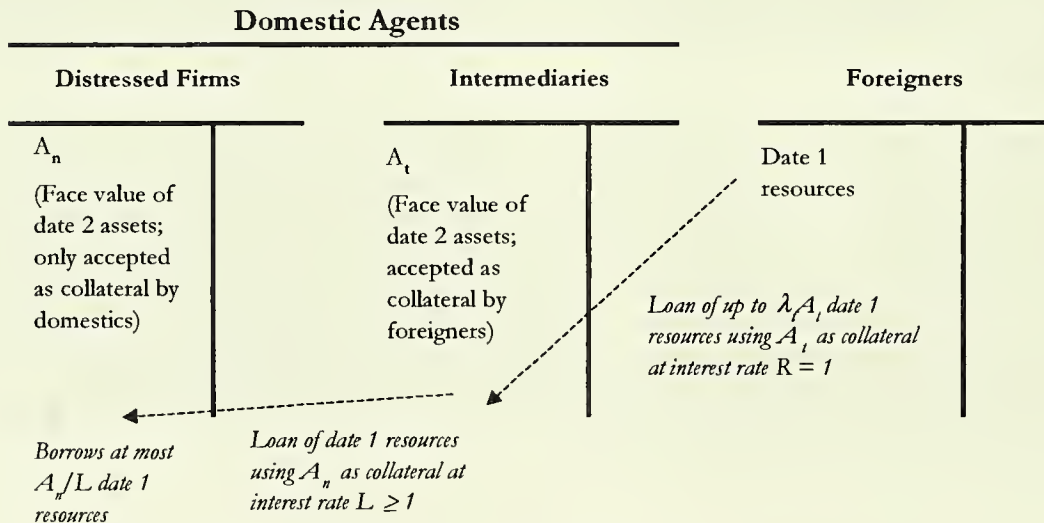 Domestic Agents
Distressed Firms
Intermediaries
Foreigners
A_n
(Face value of
date 2 assets;
only accepted
as collateral by
domestics)
A_t
(Face value of
date 2 assets;
accepted as
collateral by
foreigners)
Date 1
resources
Loan of up to λ_tA_t date 1
resources using A_t as collateral
at interest rate R = 1
Borrows at most
A_n/L date 1
resources
Loan of date 1 resources
using A_n as collateral at
interest rate L ≥ 1